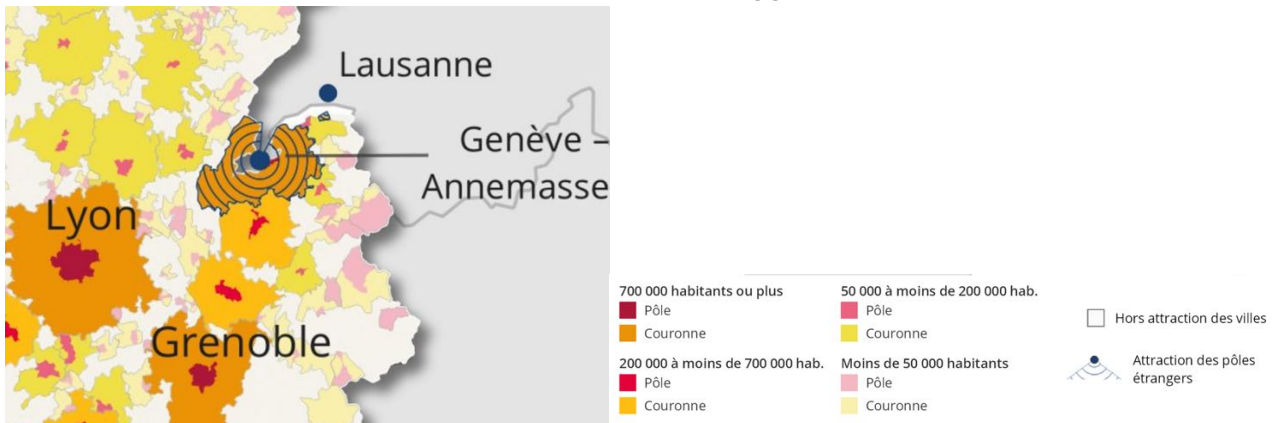 Lausanne
Genève –
Annemasse
Lyon
Grenoble
700 000 habitants ou plus
Pôle
Couronne
200 000 à moins de 700 000 hab.
Pôle
Couronne
50 000 à moins de 200 000 hab.
Pôle
Couronne
Moins de 50 000 habitants
Pôle
Couronne
Hors attraction des villes
Attraction des pôles
étrangers